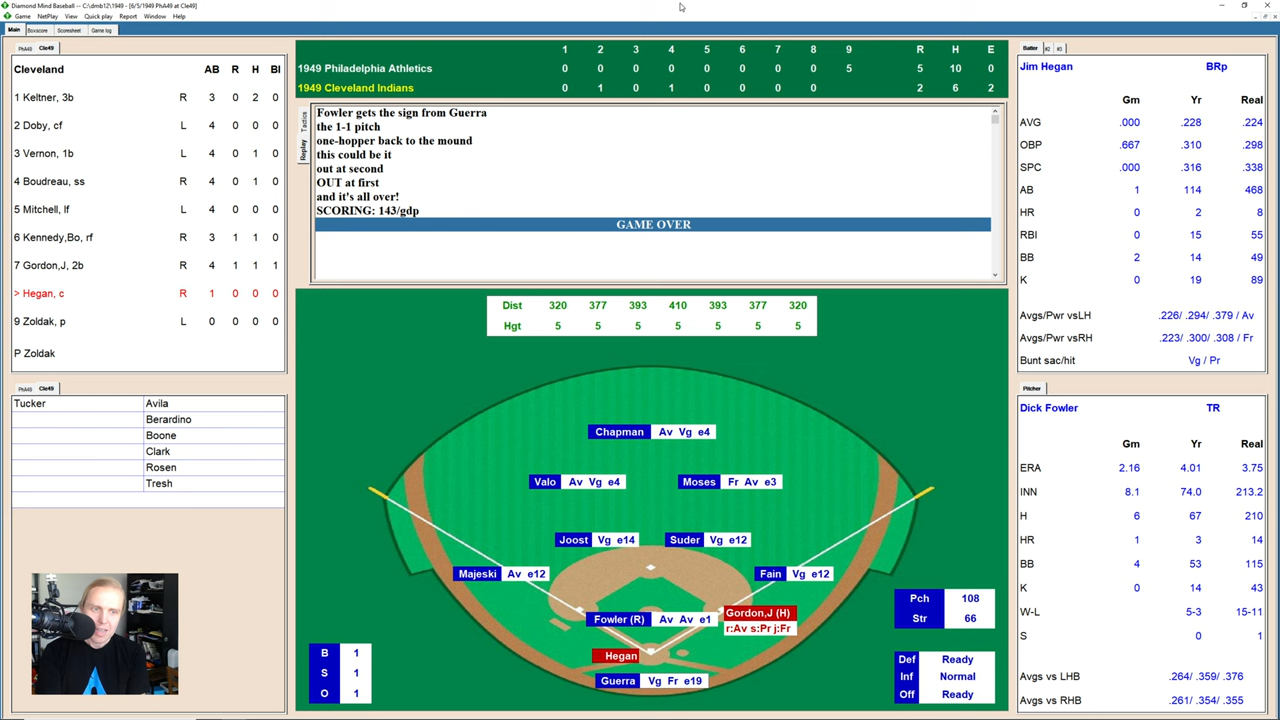 Diamond Mind Baseball -- C:\dmb12\1949 - [6/5/1949 PhA49 at Cle49]
Game NetPlay View Quick play Report Window Help
Main Boxscore Scoresheet Game log
PhA49 Cle49
Cleveland AB R H BI
1 Keltner, 3b R 3 0 2 0
2 Doby, cf L 4 0 0 0
3 Vernon, 1b L 4 0 1 0
4 Boudreau, ss R 4 0 1 0
5 Mitchell, lf L 4 0 0 0
6 Kennedy,Bo, rf R 3 1 1 0
7 Gordon,J, 2b R 4 1 1 1
> Hegan, c R 1 0 0 0
9 Zoldak, p L 0 0 0 0
P Zoldak
PhA49 Cle49
Tucker Avila
Berardino
Boone
Clark
Rosen
Tresh
1 2 3 4 5 6 7 8 9 R H E
1949 Philadelphia Athletics 0 0 0 0 0 0 0 0 5 5 10 0
1949 Cleveland Indians 0 1 0 1 0 0 0 0 2 6 2
Tactics
Replay
Fowler gets the sign from Guerra
the 1-1 pitch
one-hopper back to the mound
this could be it
out at second
OUT at first
and it's all over!
SCORING: 143/gdp
GAME OVER
Dist 320 377 393 410 393 377 320
Hgt 5 5 5 5 5 5 5
Chapman Av Vg e4
Valo Av Vg e4
Moses Fr Av e3
Joost Vg e14
Suder Vg e12
Majeski Av e12
Fain Vg e12
Fowler (R) Av Av e1
Gordon,J (H)
r:Av s:Pr j:Fr
Hegan
Guerra Vg Fr e19
B 1
S 1
O 1
Pch 108
Str 66
Def Ready
Inf Normal
Off Ready
Batter #2 #3
Jim Hegan BRp
Gm Yr Real
AVG .000 .228 .224
OBP .667 .310 .298
SPC .000 .316 .338
AB 1 114 468
HR 0 2 8
RBI 0 15 55
BB 2 14 49
K 0 19 89
Avgs/Pwr vsLH .226/ .294/ .379 / Av
Avgs/Pwr vsRH .223/ .300/ .308 / Fr
Bunt sac/hit Vg / Pr
Pitcher
Dick Fowler TR
Gm Yr Real
ERA 2.16 4.01 3.75
INN 8.1 74.0 213.2
H 6 67 210
HR 1 3 14
BB 4 53 115
K 0 14 43
W-L 5-3 15-11
S 0 1
Avgs vs LHB .264/ .359/ .376
Avgs vs RHB .261/ .354/ .355